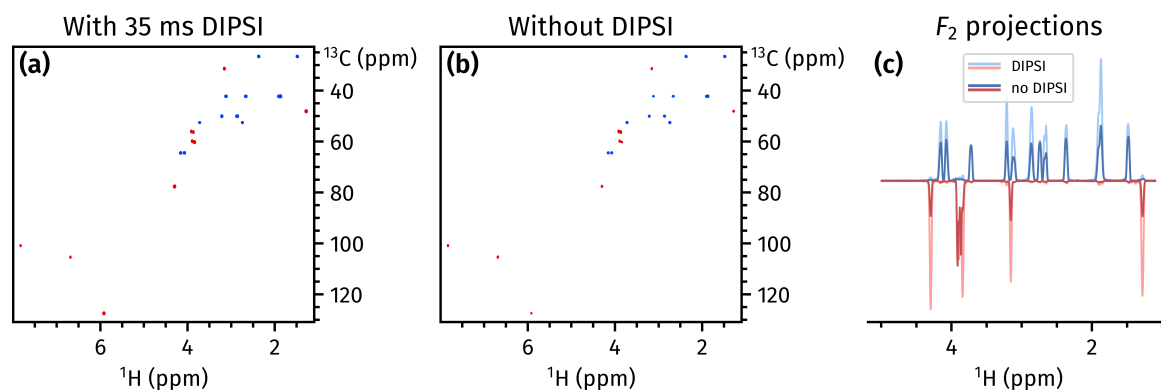 With 35 ms DIPSI
Without DIPSI
F₂ projections
(a)
¹³C (ppm)
40
60
80
100
120
6
4
2
¹H (ppm)
(b)
¹³C (ppm)
40
60
80
100
120
6
4
2
¹H (ppm)
(c)
DIPSI
no DIPSI
4
2
¹H (ppm)